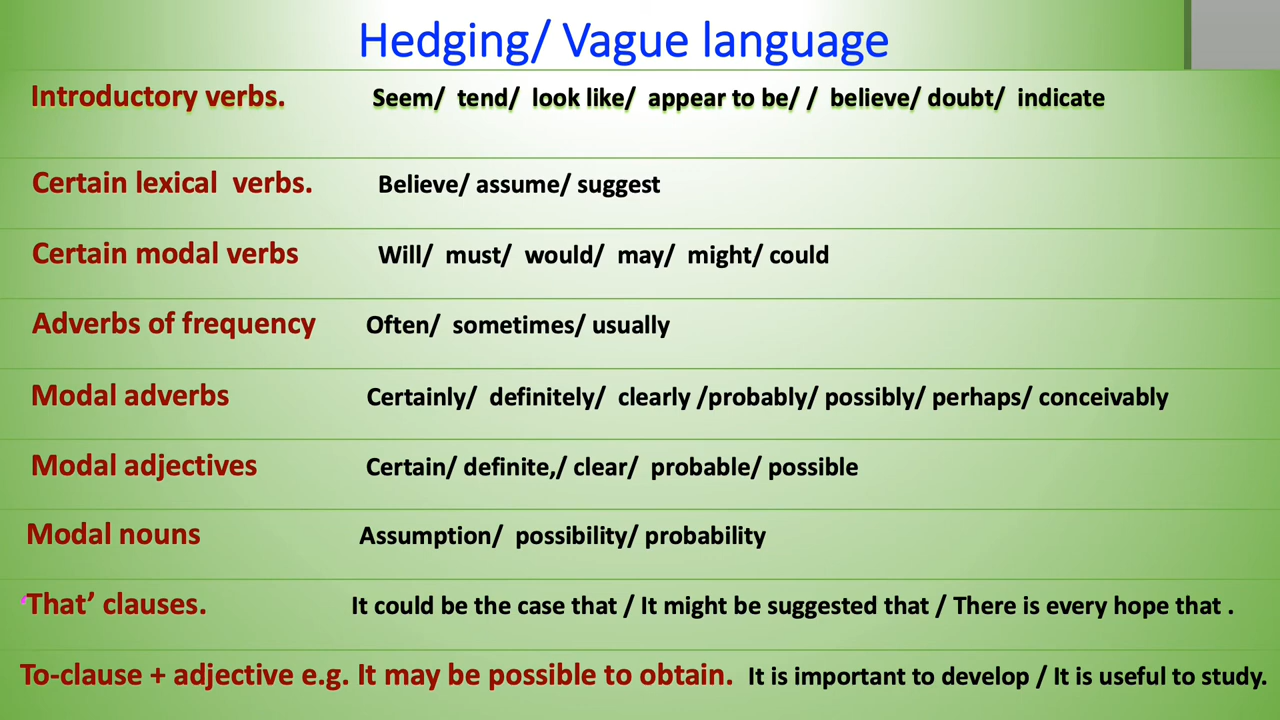 Hedging/ Vague language
Introductory verbs. Seem/ tend/ look like/ appear to be/ / believe/ doubt/ indicate
Certain lexical verbs. Believe/ assume/ suggest
Certain modal verbs Will/ must/ would/ may/ might/ could
Adverbs of frequency Often/ sometimes/ usually
Modal adverbs Certainly/ definitely/ clearly /probably/ possibly/ perhaps/ conceivably
Modal adjectives Certain/ definite,/ clear/ probable/ possible
Modal nouns Assumption/ possibility/ probability
‘That’ clauses. It could be the case that / It might be suggested that / There is every hope that .
To-clause + adjective e.g. It may be possible to obtain. It is important to develop / It is useful to study.